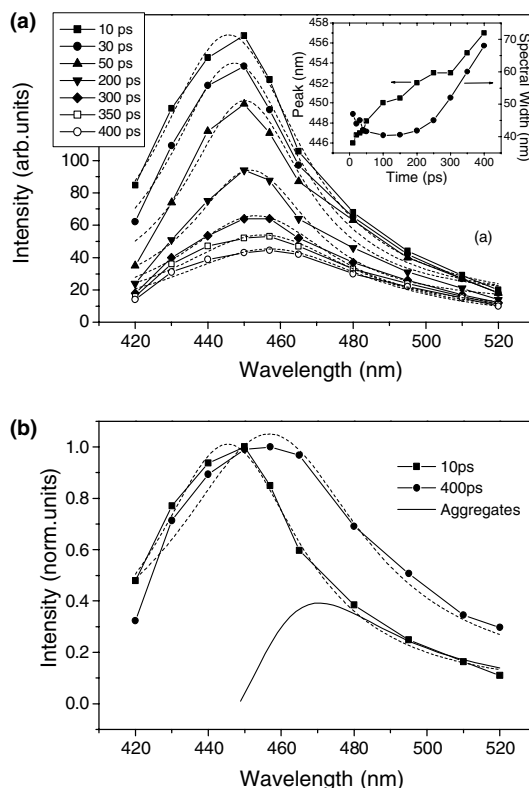 (a)
10 ps
30 ps
50 ps
200 ps
300 ps
350 ps
400 ps
Intensity (arb.units)
100
80
60
40
20
0
420 440 460 480 500 520
Wavelength (nm)
458
456
454
452
450
448
446
Peak (nm)
70
60
50
40
Spectral Width (nm)
0 100 200 300 400
Time (ps)
(a)
(b)
Intensity (norm.units)
1.0
0.8
0.6
0.4
0.2
0.0
10ps
400ps
Aggregates
420 440 460 480 500 520
Wavelength (nm)